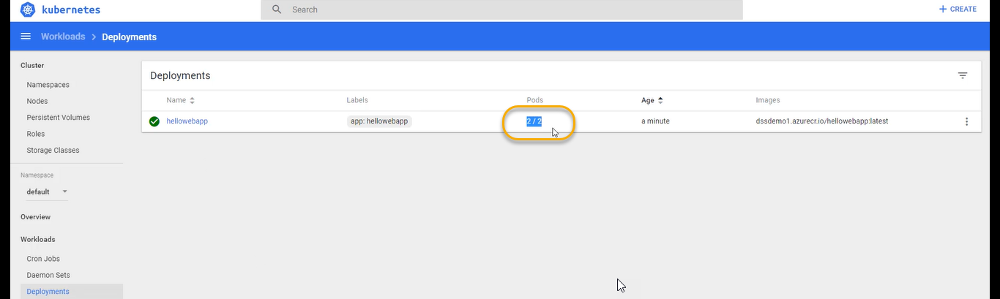 kubernetes
Search
CREATE
Workloads > Deployments
Cluster
Namespaces
Nodes
Persistent Volumes
Roles
Storage Classes
Namespace
default
Overview
Workloads
Cron Jobs
Daemon Sets
Deployments
Deployments
Name Labels Pods Age Images
hellowebapp app: hellowebapp 2 / 2 a minute dssdemo1.azurecr.io/hellowebapp:latest